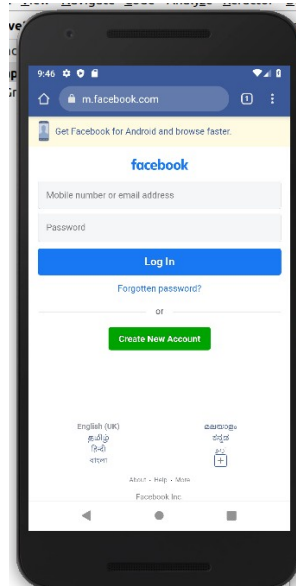 9:46
m.facebook.com
1
Get Facebook for Android and browse faster.
facebook
Mobile number or email address
Password
Log In
Forgotten password?
or
Create New Account
English (UK)
മലയാളം
தமிழ்
ಕನ್ನಡ
हिन्दी
বাংলা
+
About · Help · More
Facebook Inc.